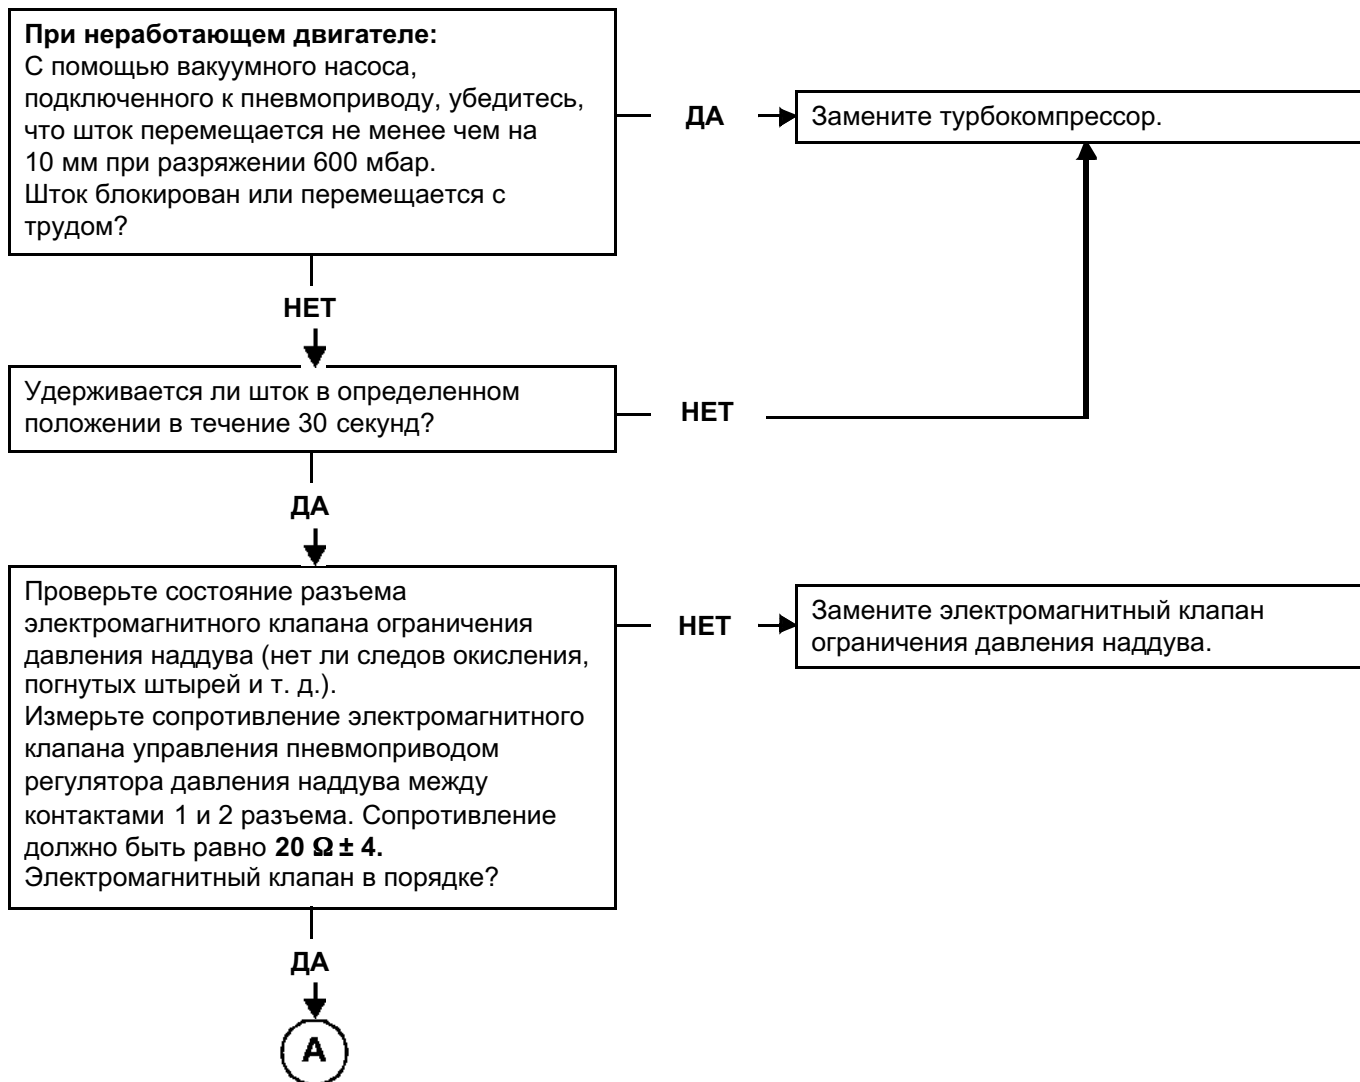 При неработающем двигателе:
С помощью вакуумного насоса,
подключенного к пневмоприводу, убедитесь,
что шток перемещается не менее чем на
10 мм при разряжении 600 мбар.
Шток блокирован или перемещается с
трудом?
ДА
Замените турбокомпрессор.
НЕТ
Удерживается ли шток в определенном
положении в течение 30 секунд?
НЕТ
ДА
Проверьте состояние разъема
электромагнитного клапана ограничения
давления наддува (нет ли следов окисления,
погнутых штырей и т. д.).
Измерьте сопротивление электромагнитного
клапана управления пневмоприводом
регулятора давления наддува между
контактами 1 и 2 разъема. Сопротивление
должно быть равно 20 Ω ± 4.
Электромагнитный клапан в порядке?
НЕТ
Замените электромагнитный клапан
ограничения давления наддува.
ДА
А